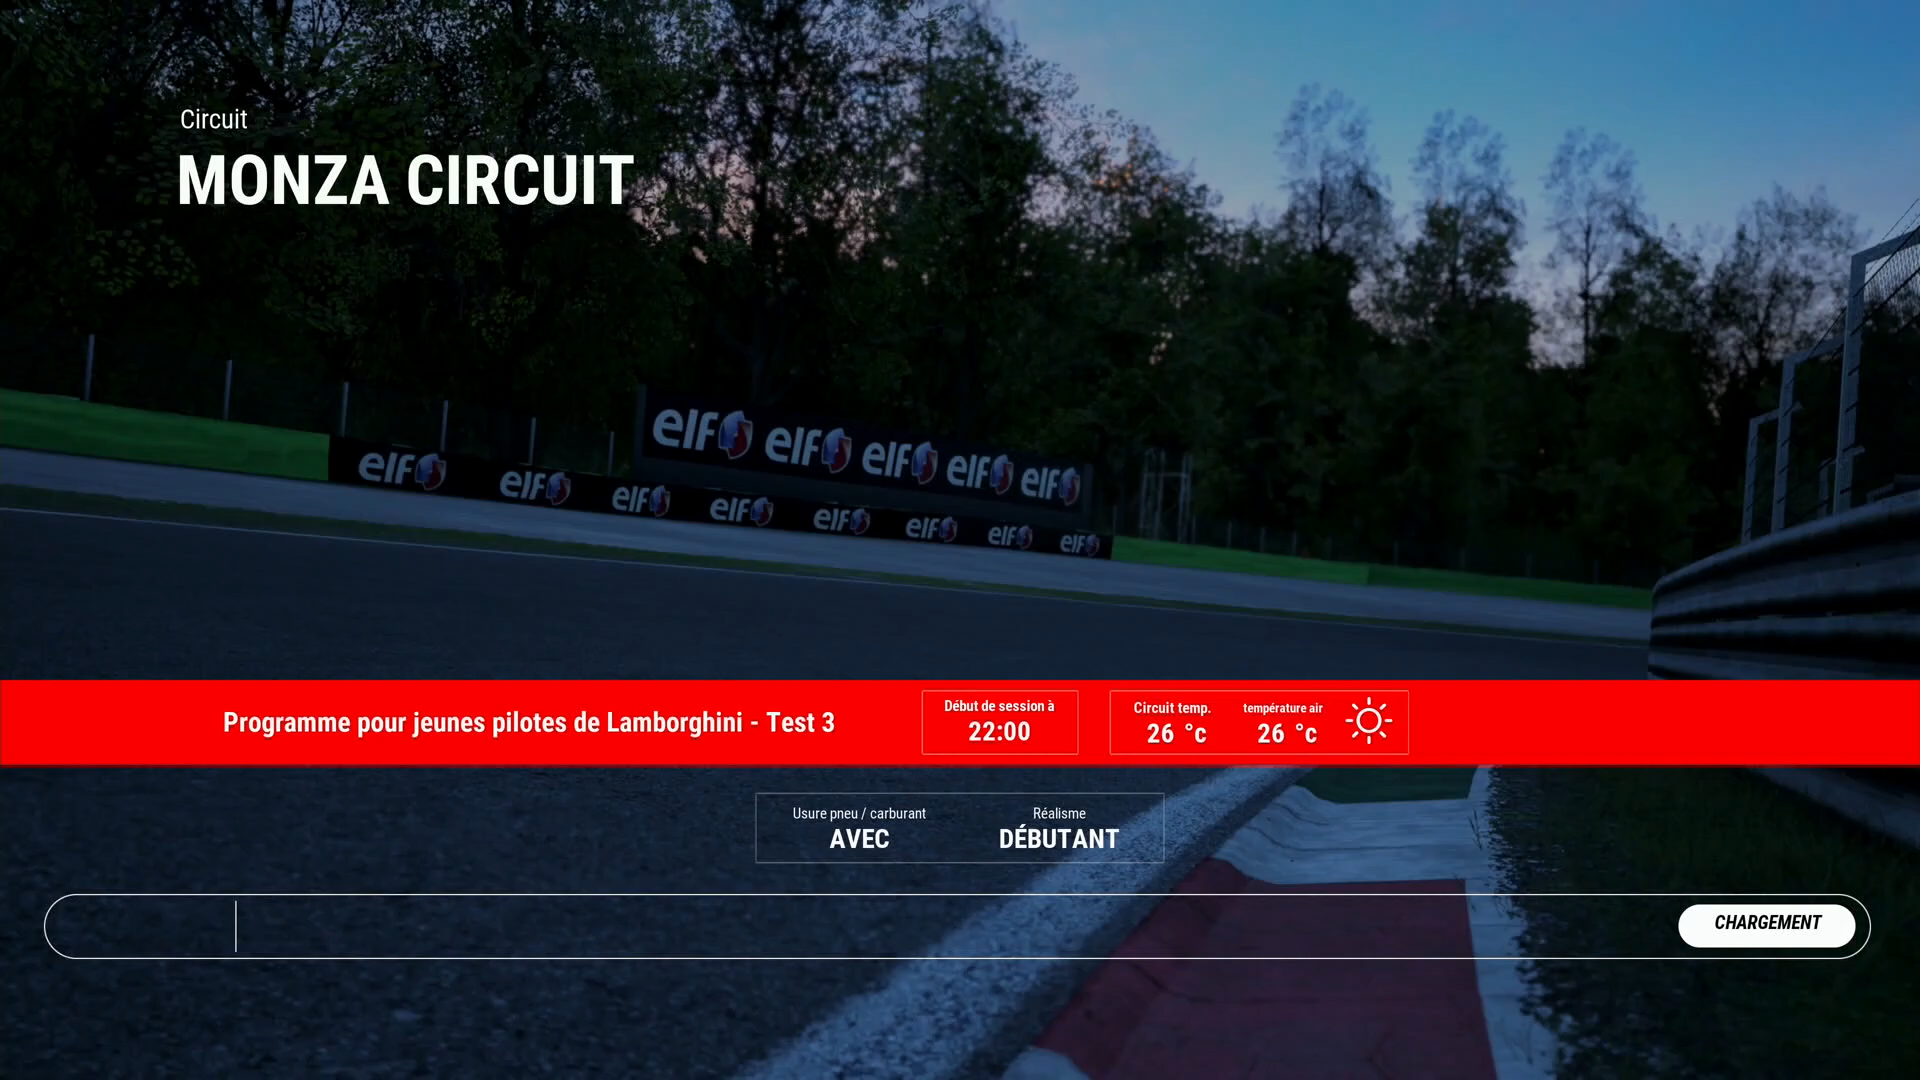 Circuit
MONZA CIRCUIT
elf elf elf elf elf
elf elf elf elf elf elf elf elf
Programme pour jeunes pilotes de Lamborghini - Test 3
Début de session à
22:00
Circuit temp.
26 °c
température air
26 °c
Usure pneu / carburant
AVEC
Réalisme
DÉBUTANT
CHARGEMENT